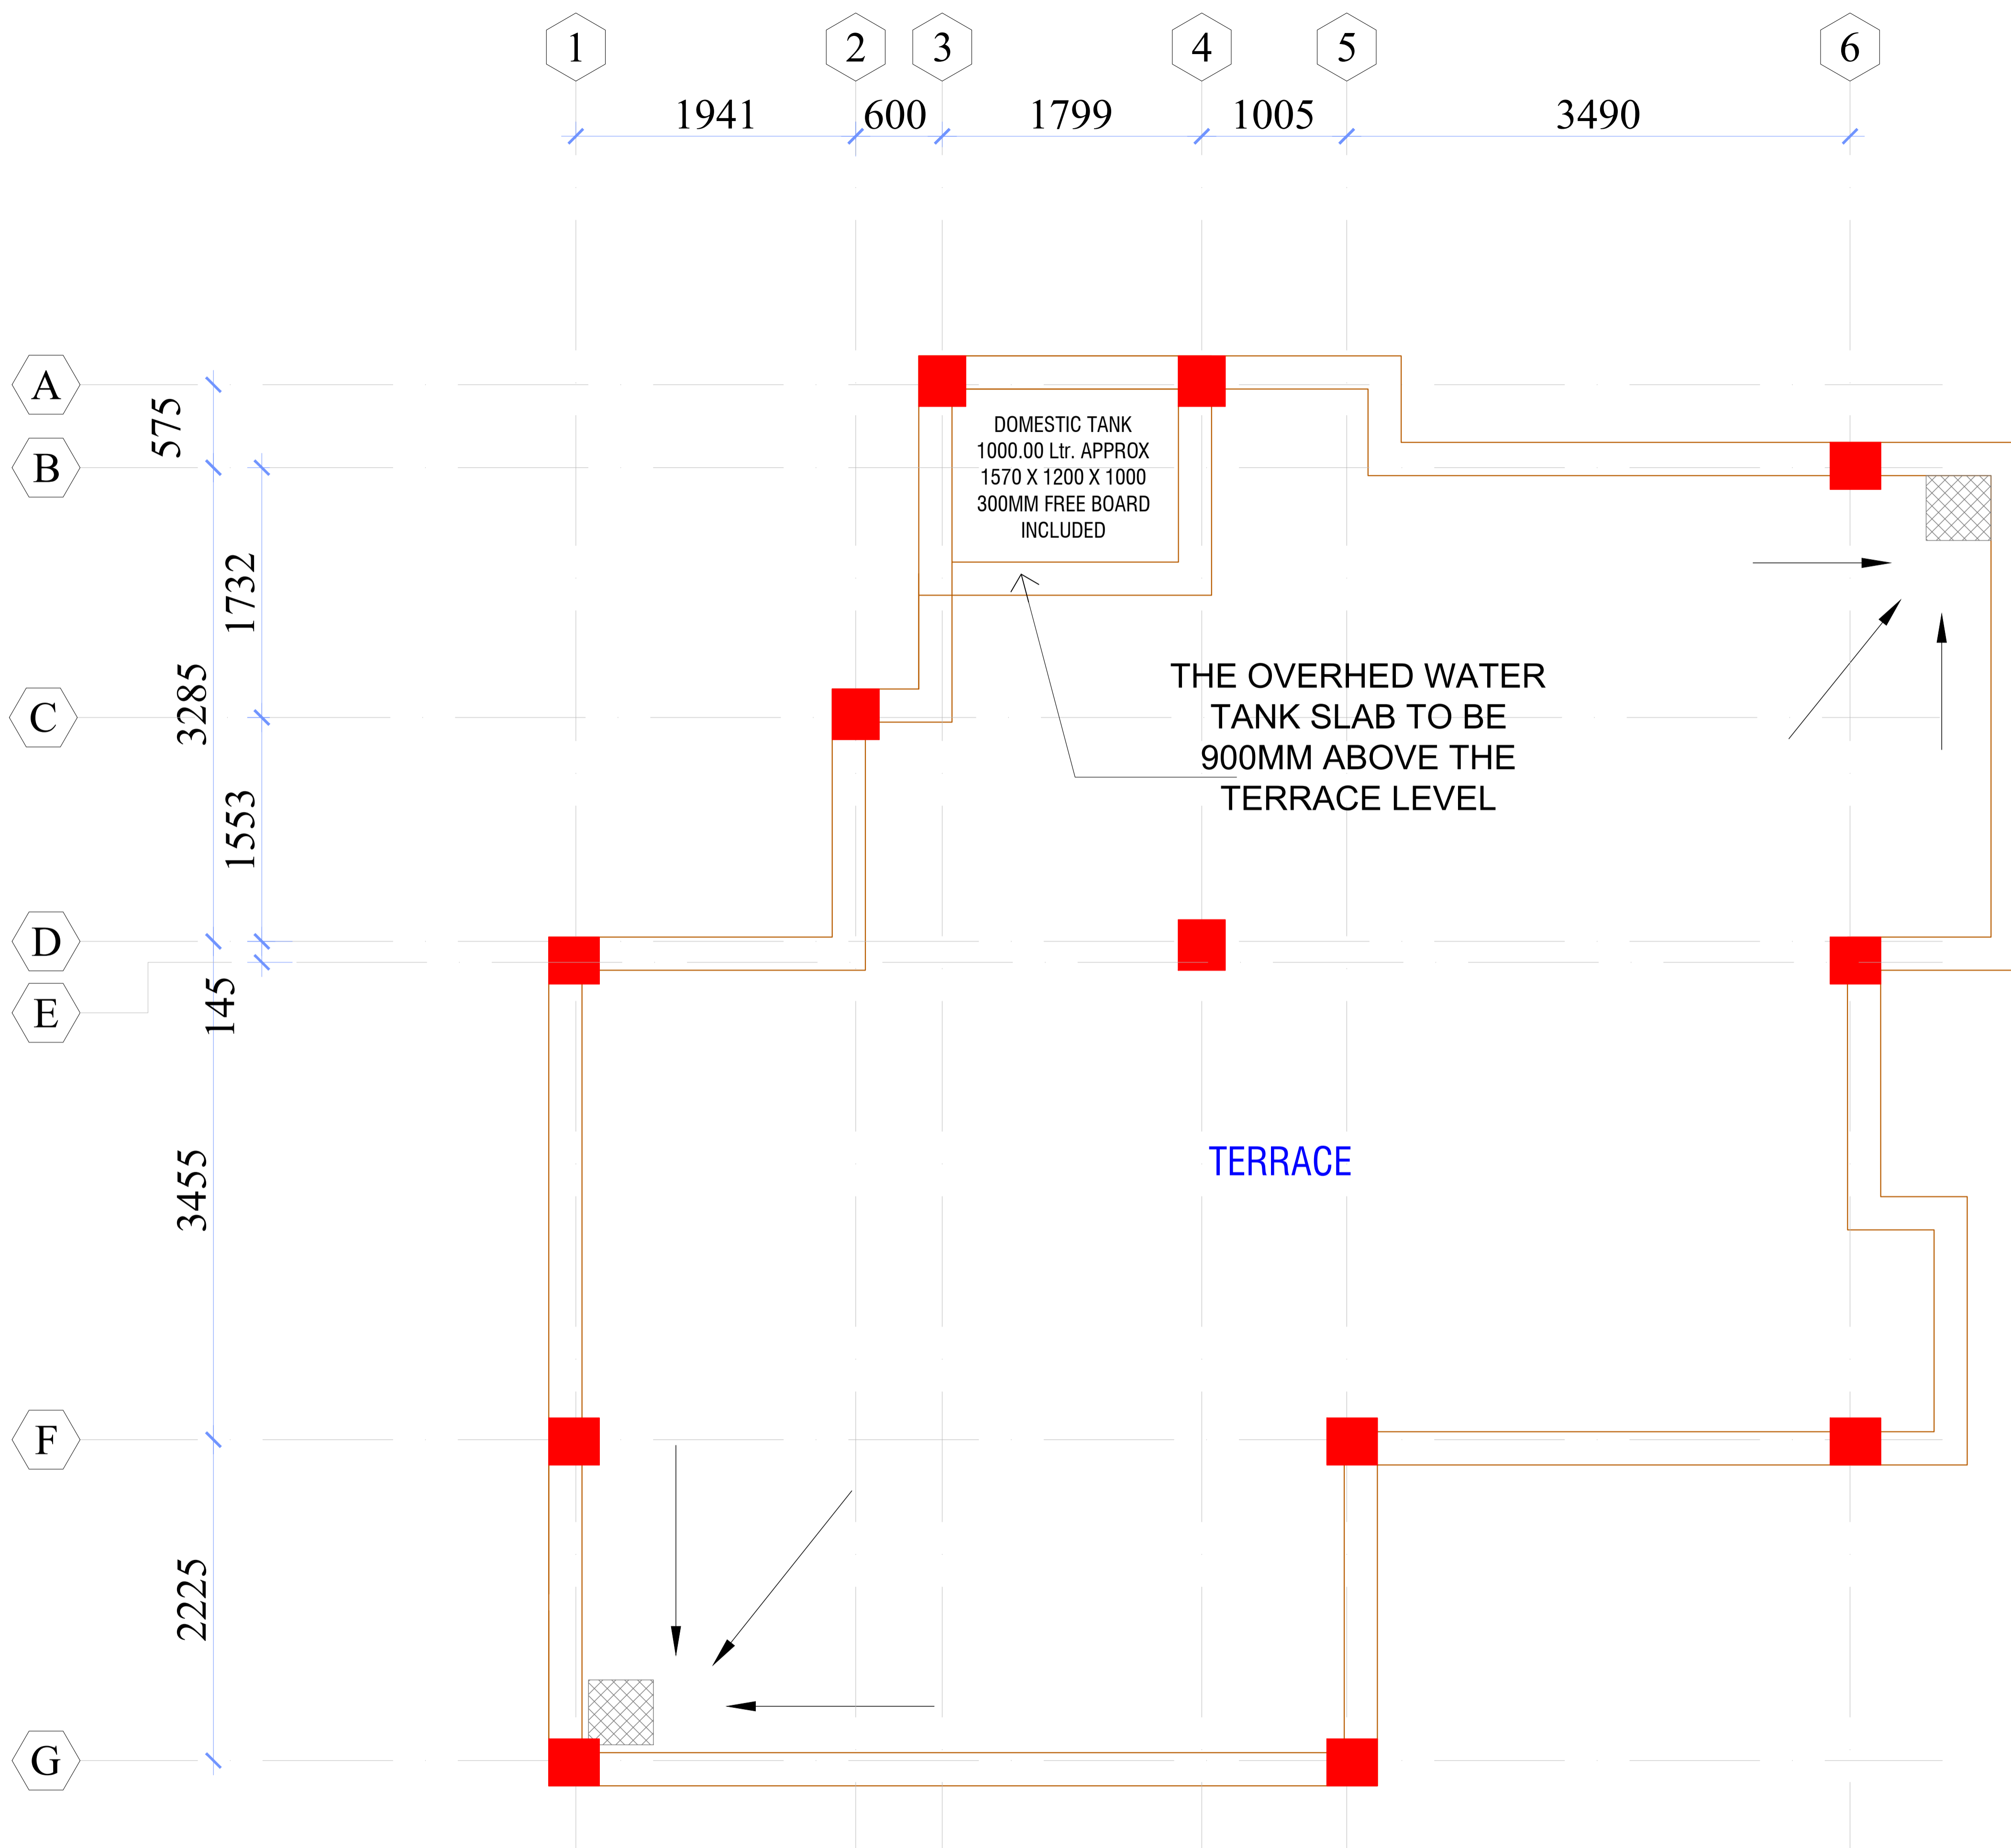 1 2 3 4 5 6
1941 600 1799 1005 3490
A
575
B
1732
3285
C
1553
D
E
145
3455
F
2225
G
DOMESTIC TANK
1000.00 Ltr. APPROX
1570 X 1200 X 1000
300MM FREE BOARD
INCLUDED
THE OVERHED WATER
TANK SLAB TO BE
900MM ABOVE THE
TERRACE LEVEL
TERRACE